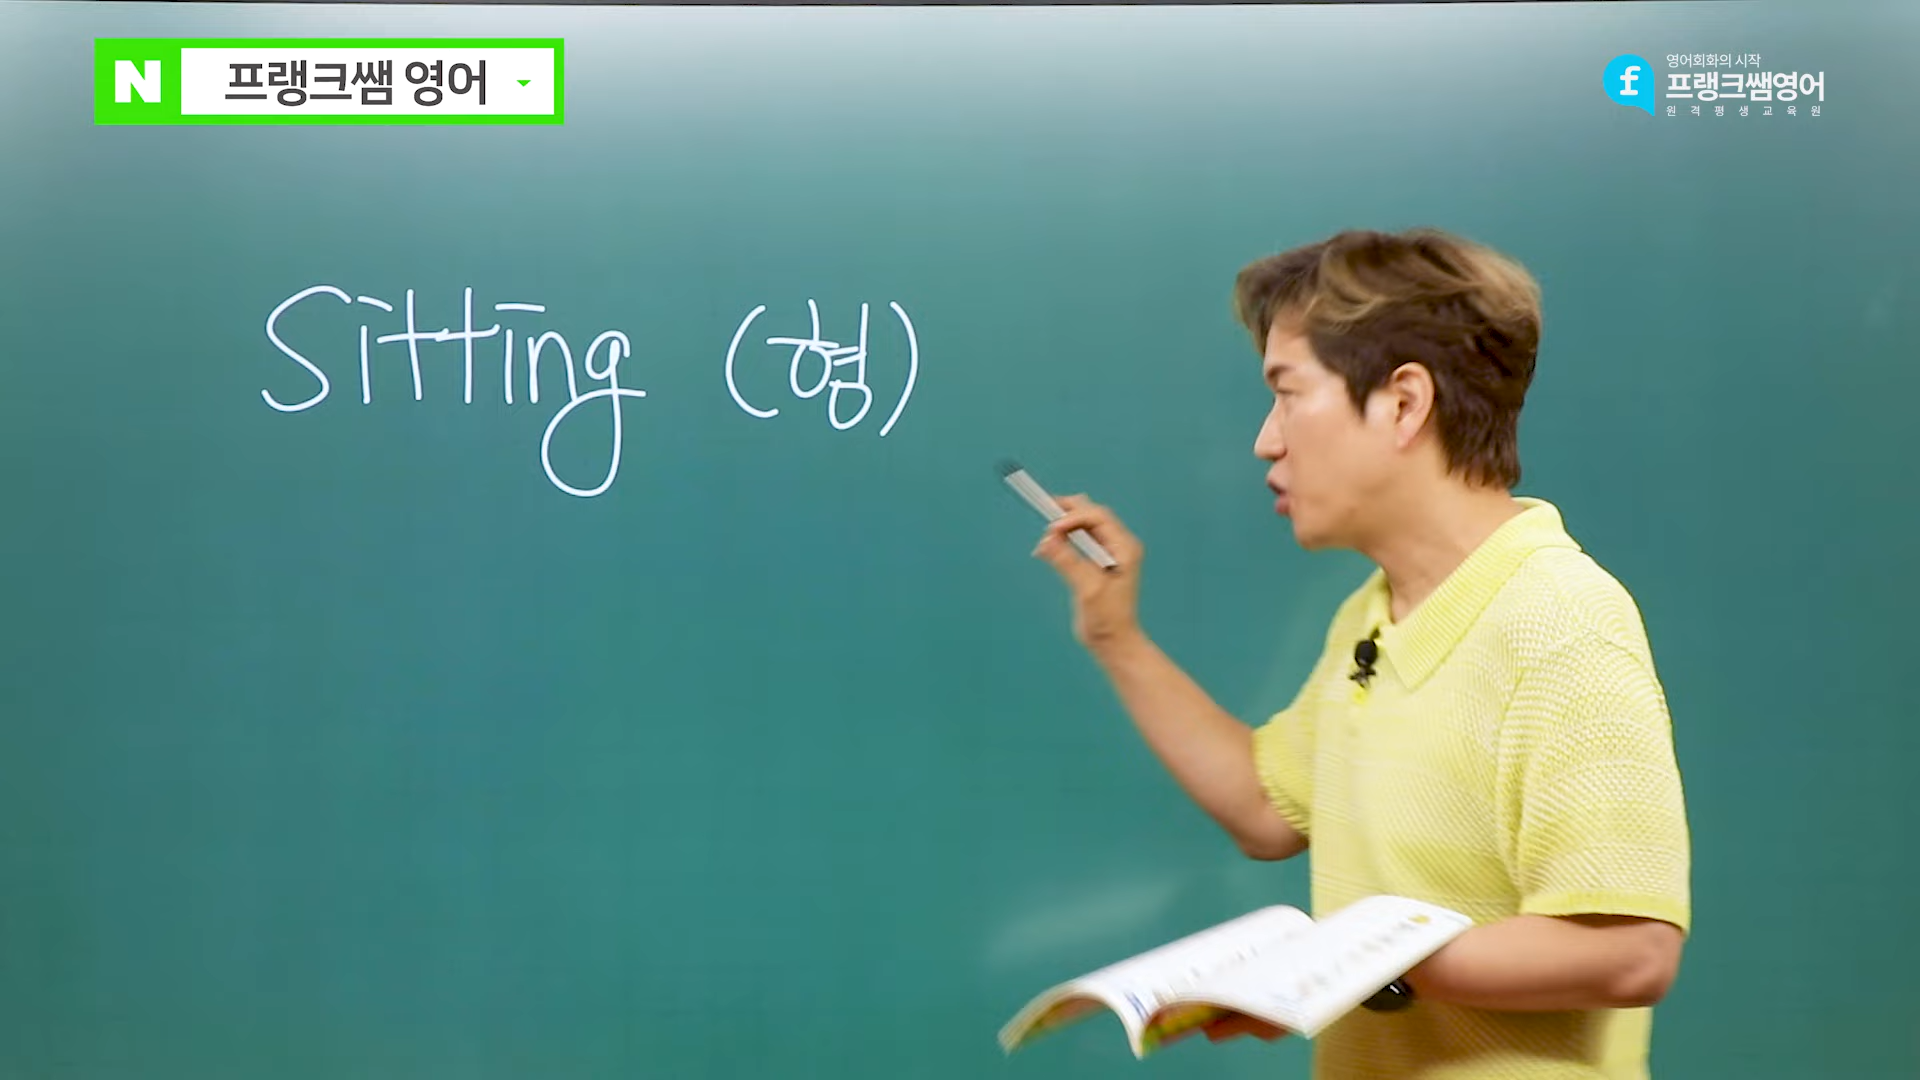 N 프랭크쌤 영어
영어회화의 시작
f 프랭크쌤영어
원격평생교육원
Sitting (형)